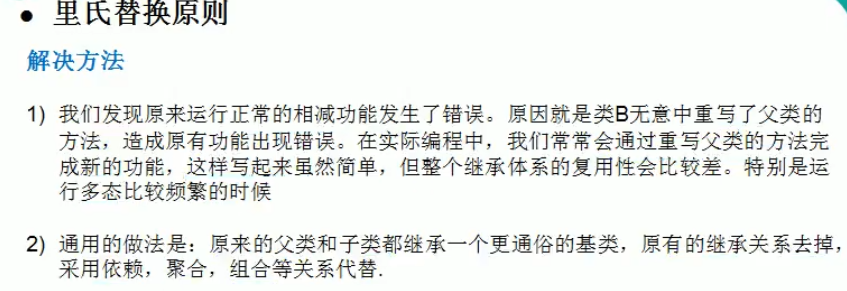 ● 里氏替换原则
解决方法
1) 我们发现原来运行正常的相减功能发生了错误。原因就是类B无意中重写了父类的
方法，造成原有功能出现错误。在实际编程中，我们常常会通过重写父类的方法完
成新的功能，这样写起来虽然简单，但整个继承体系的复用性会比较差。特别是运
行多态比较频繁的时候
2) 通用的做法是：原来的父类和子类都继承一个更通俗的基类，原有的继承关系去掉，
采用依赖，聚合，组合等关系代替.